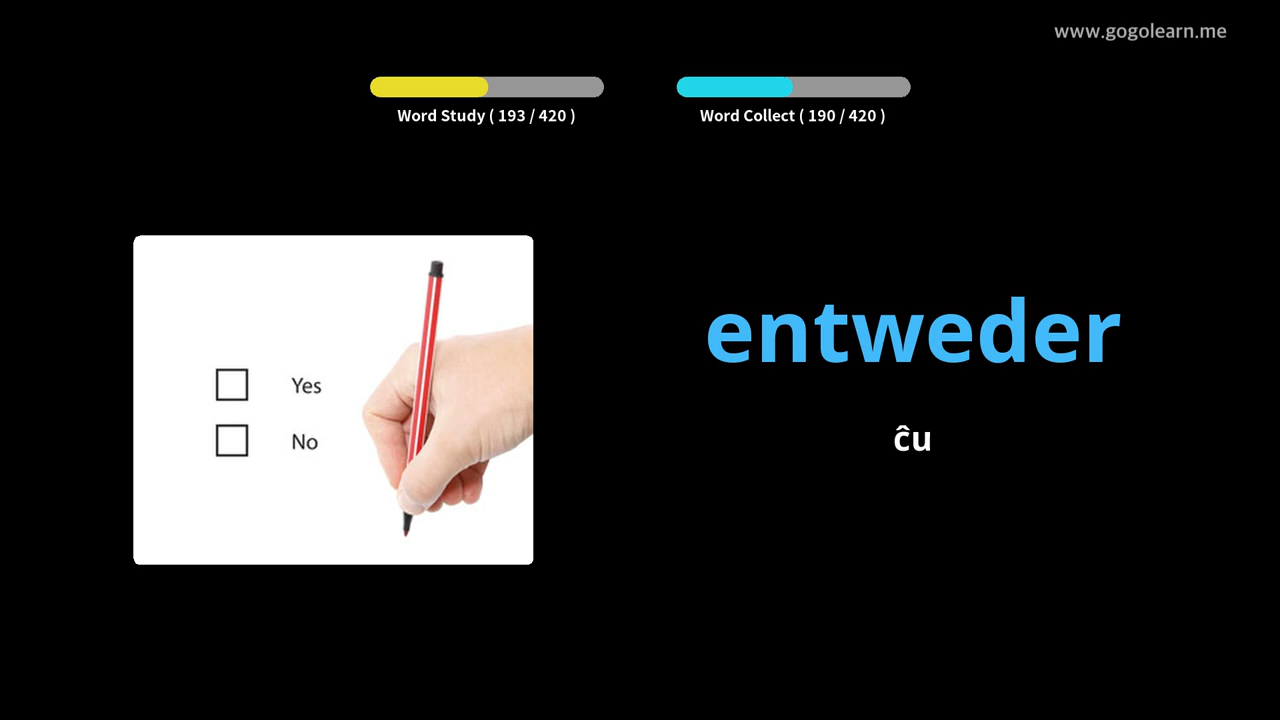 www.gogolearn.me
Word Study ( 193 / 420 )
Word Collect ( 190 / 420 )
Yes
No
entweder
ĉu